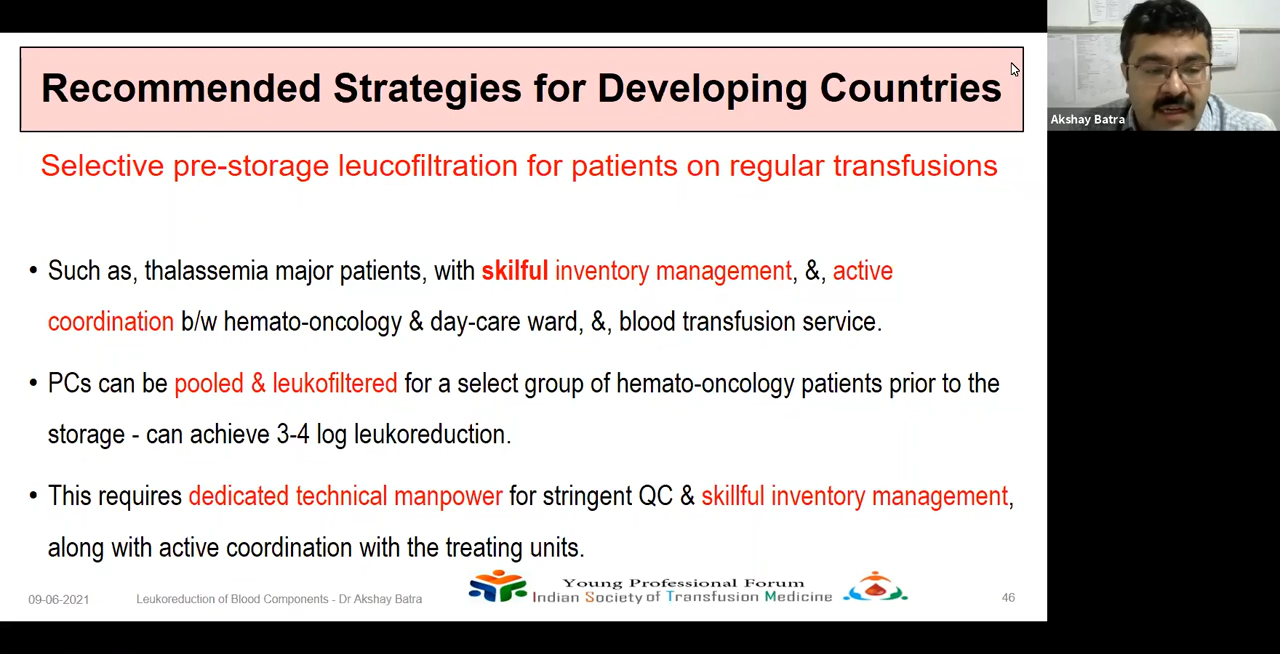 Recommended Strategies for Developing Countries
Akshay Batra
Selective pre-storage leucofiltration for patients on regular transfusions
• Such as, thalassemia major patients, with skilful inventory management, &, active
coordination b/w hemato-oncology & day-care ward, &, blood transfusion service.
• PCs can be pooled & leukofiltered for a select group of hemato-oncology patients prior to the
storage - can achieve 3-4 log leukoreduction.
• This requires dedicated technical manpower for stringent QC & skillful inventory management,
along with active coordination with the treating units.
Young Professional Forum
Indian Society of Transfusion Medicine
09-06-2021
Leukoreduction of Blood Components - Dr Akshay Batra
46